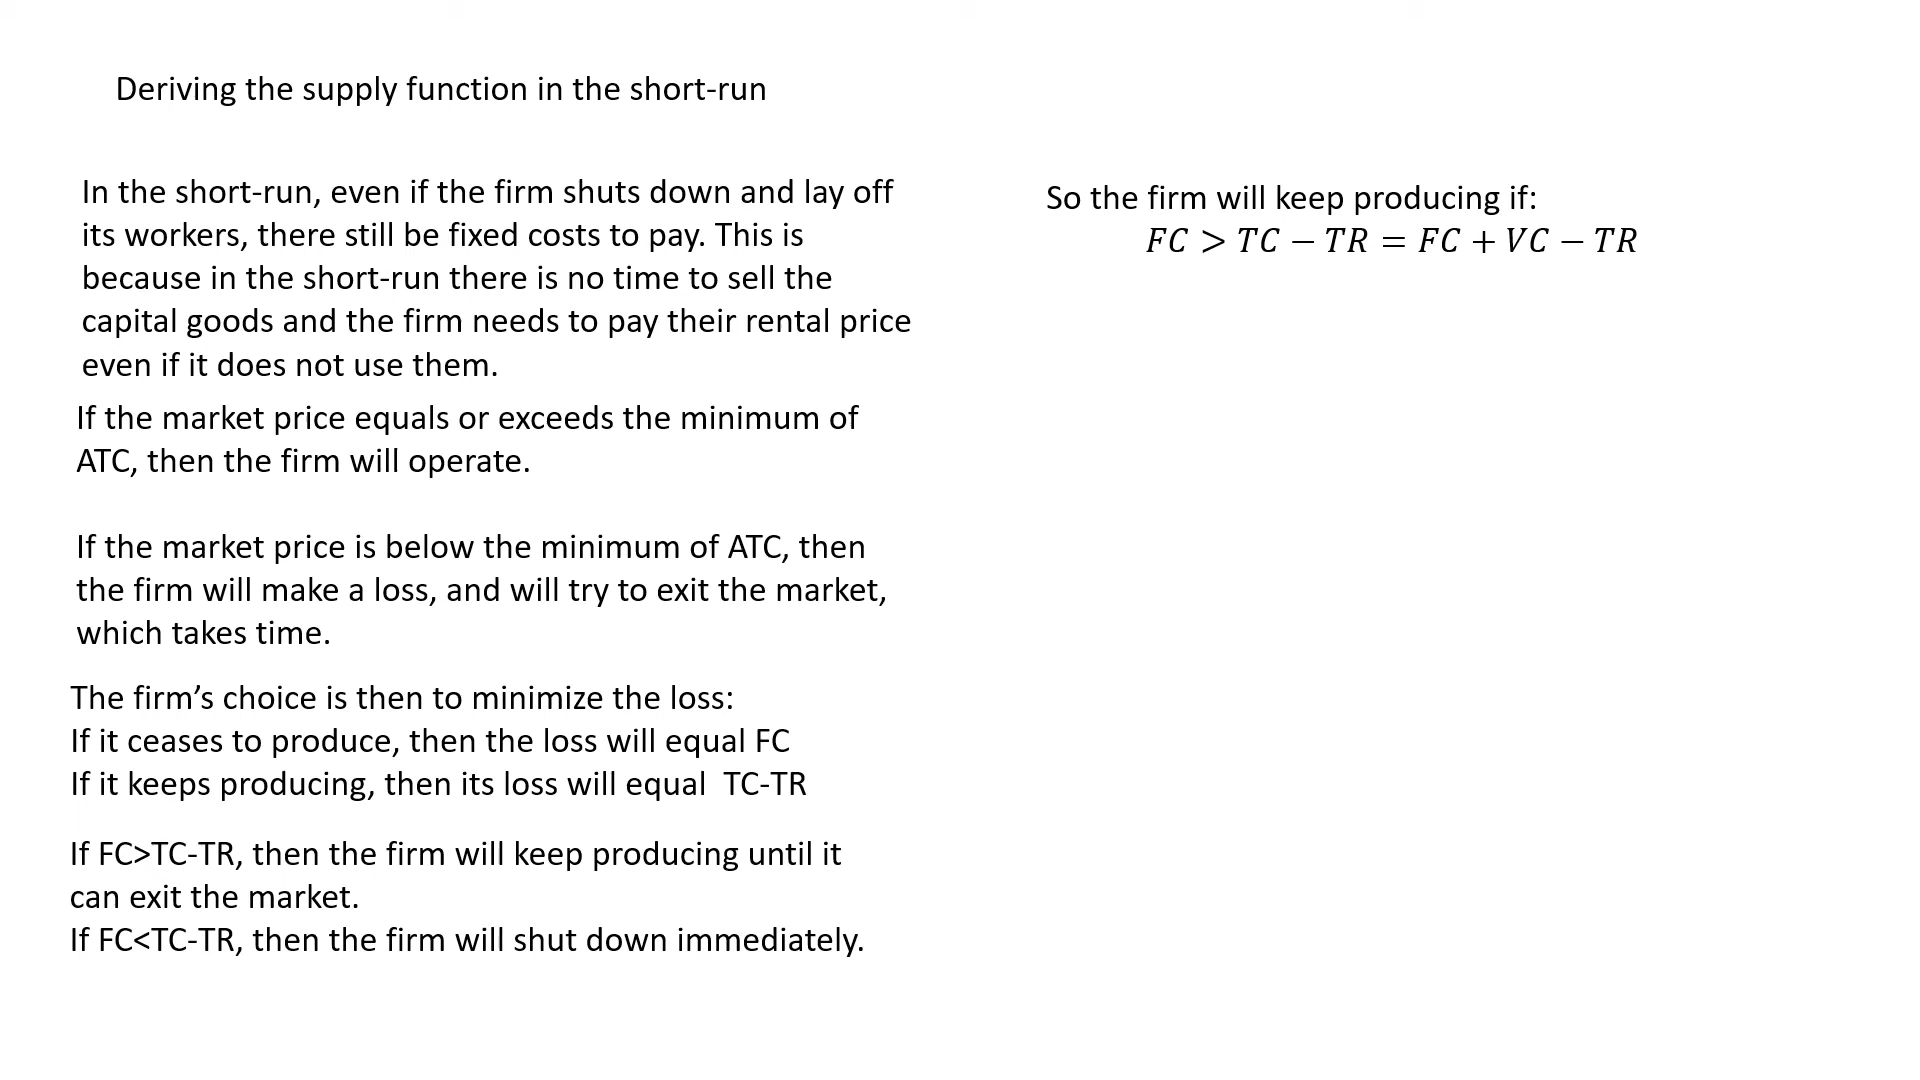 Deriving the supply function in the short-run
In the short-run, even if the firm shuts down and lay off
its workers, there still be fixed costs to pay. This is
because in the short-run there is no time to sell the
capital goods and the firm needs to pay their rental price
even if it does not use them.
If the market price equals or exceeds the minimum of
ATC, then the firm will operate.
If the market price is below the minimum of ATC, then
the firm will make a loss, and will try to exit the market,
which takes time.
The firm’s choice is then to minimize the loss:
If it ceases to produce, then the loss will equal FC
If it keeps producing, then its loss will equal  TC-TR
If FC>TC-TR, then the firm will keep producing until it
can exit the market.
If FC<TC-TR, then the firm will shut down immediately.
So the firm will keep producing if:
FC > TC − TR = FC + VC − TR